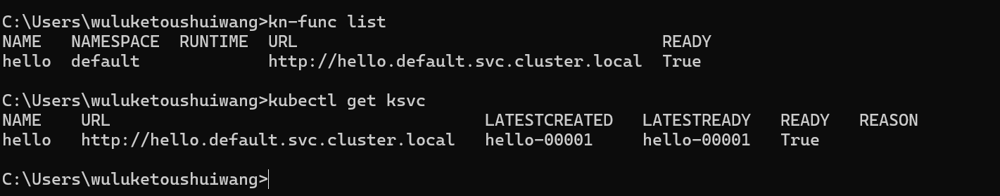 C:\Users\wuluketoushuiwang>kn-func list
NAME   NAMESPACE  RUNTIME  URL                                     READY
hello  default             http://hello.default.svc.cluster.local  True
C:\Users\wuluketoushuiwang>kubectl get ksvc
NAME    URL                                      LATESTCREATED   LATESTREADY   READY   REASON
hello   http://hello.default.svc.cluster.local   hello-00001     hello-00001   True
C:\Users\wuluketoushuiwang>